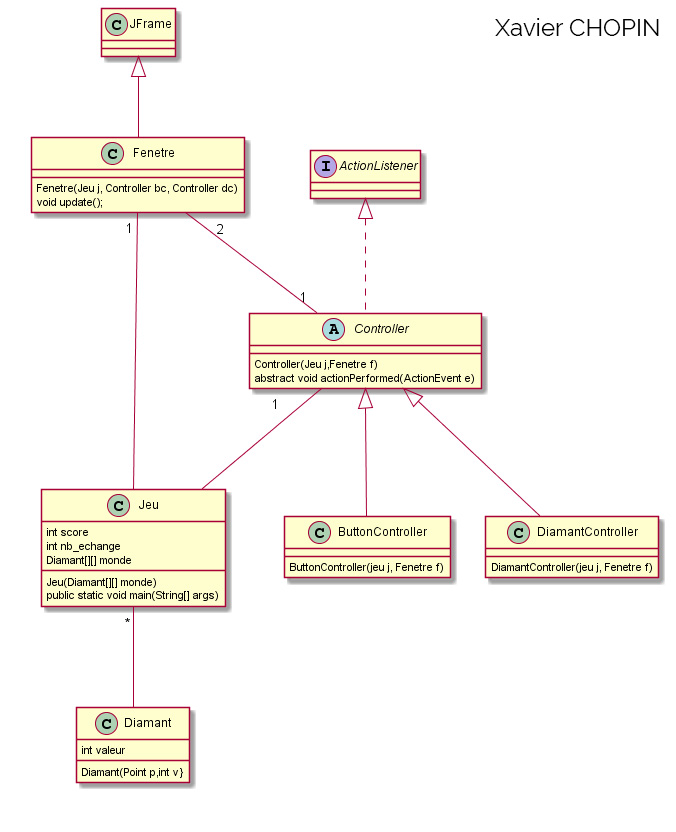 C JFrame
Xavier CHOPIN
C Fenetre
Fenetre(Jeu j, Controller bc, Controller dc)
void update();
I ActionListener
1
2
1
A Controller
Controller(Jeu j,Fenetre f)
abstract void actionPerformed(ActionEvent e)
1
C Jeu
int score
int nb_echange
Diamant[][] monde
Jeu(Diamant[][] monde)
public static void main(String[] args)
C ButtonController
ButtonController(jeu j, Fenetre f)
C DiamantController
DiamantController(jeu j, Fenetre f)
*
C Diamant
int valeur
Diamant(Point p,int v}